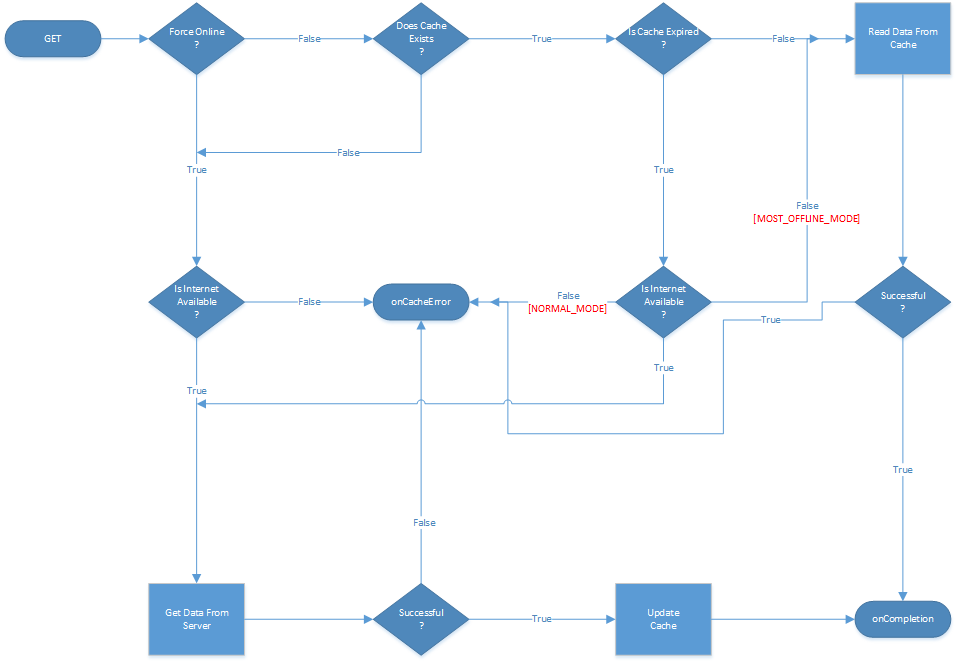 GET
Force Online
?
False
Does Cache
Exists
?
True
Is Cache Expired
?
False
Read Data From
Cache
False
True
True
False
[MOST_OFFLINE_MODE]
Is Internet
Available
?
False
onCacheError
False
[NORMAL_MODE]
Is Internet
Available
?
Successful
?
True
True
True
True
False
Get Data From
Server
Successful
?
True
Update
Cache
onCompletion